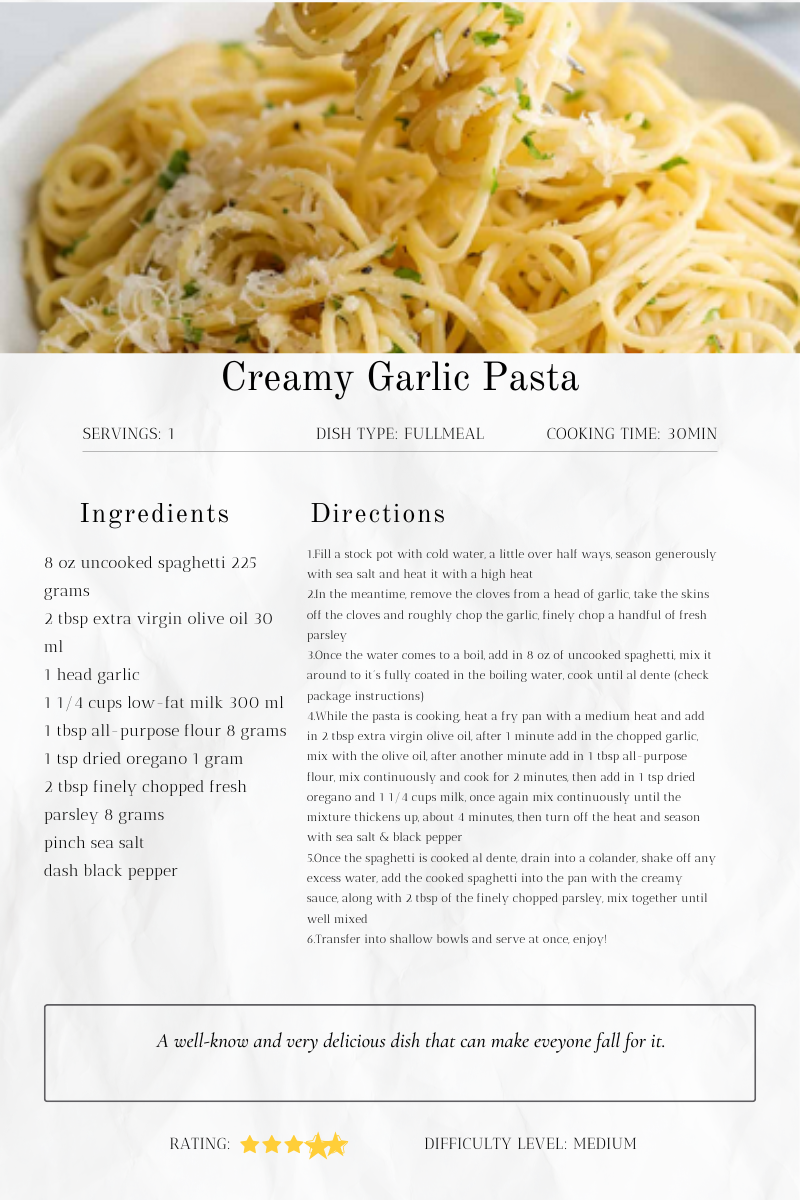 Creamy Garlic Pasta
SERVINGS: 1
DISH TYPE: FULLMEAL
COOKING TIME: 30MIN
Ingredients
8 oz uncooked spaghetti 225
grams
2 tbsp extra virgin olive oil 30
ml
1 head garlic
1 1/4 cups low-fat milk 300 ml
1 tbsp all-purpose flour 8 grams
1 tsp dried oregano 1 gram
2 tbsp finely chopped fresh
parsley 8 grams
pinch sea salt
dash black pepper
Directions
1.Fill a stock pot with cold water, a little over half ways, season generously
with sea salt and heat it with a high heat
2.In the meantime, remove the cloves from a head of garlic, take the skins
off the cloves and roughly chop the garlic, finely chop a handful of fresh
parsley
3.Once the water comes to a boil, add in 8 oz of uncooked spaghetti, mix it
around to it´s fully coated in the boiling water, cook until al dente (check
package instructions)
4.While the pasta is cooking, heat a fry pan with a medium heat and add
in 2 tbsp extra virgin olive oil, after 1 minute add in the chopped garlic,
mix with the olive oil, after another minute add in 1 tbsp all-purpose
flour, mix continuously and cook for 2 minutes, then add in 1 tsp dried
oregano and 1 1/4 cups milk, once again mix continuously until the
mixture thickens up, about 4 minutes, then turn off the heat and season
with sea salt & black pepper
5.Once the spaghetti is cooked al dente, drain into a colander, shake off any
excess water, add the cooked spaghetti into the pan with the creamy
sauce, along with 2 tbsp of the finely chopped parsley, mix together until
well mixed
6.Transfer into shallow bowls and serve at once, enjoy!
A well-know and very delicious dish that can make eveyone fall for it.
RATING:
DIFFICULTY LEVEL: MEDIUM